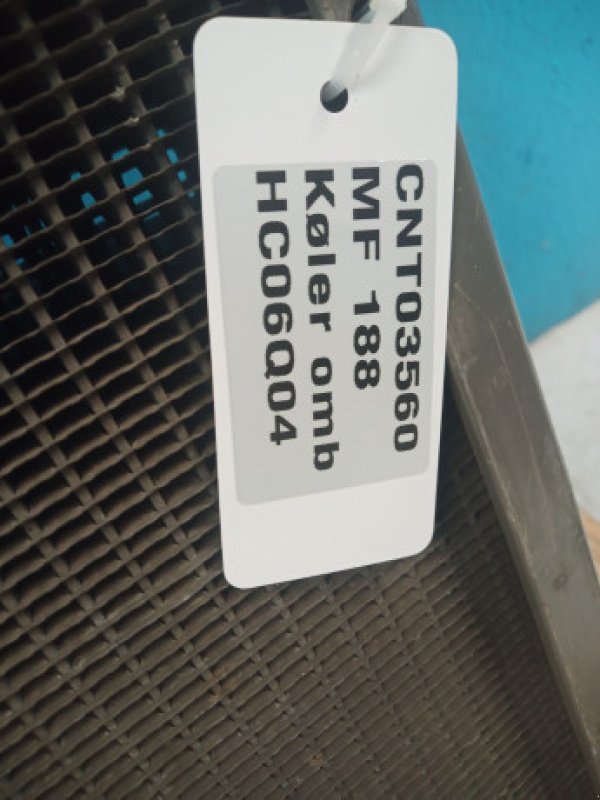 CNT03560
MF 188
Køler omb
HC06Q04